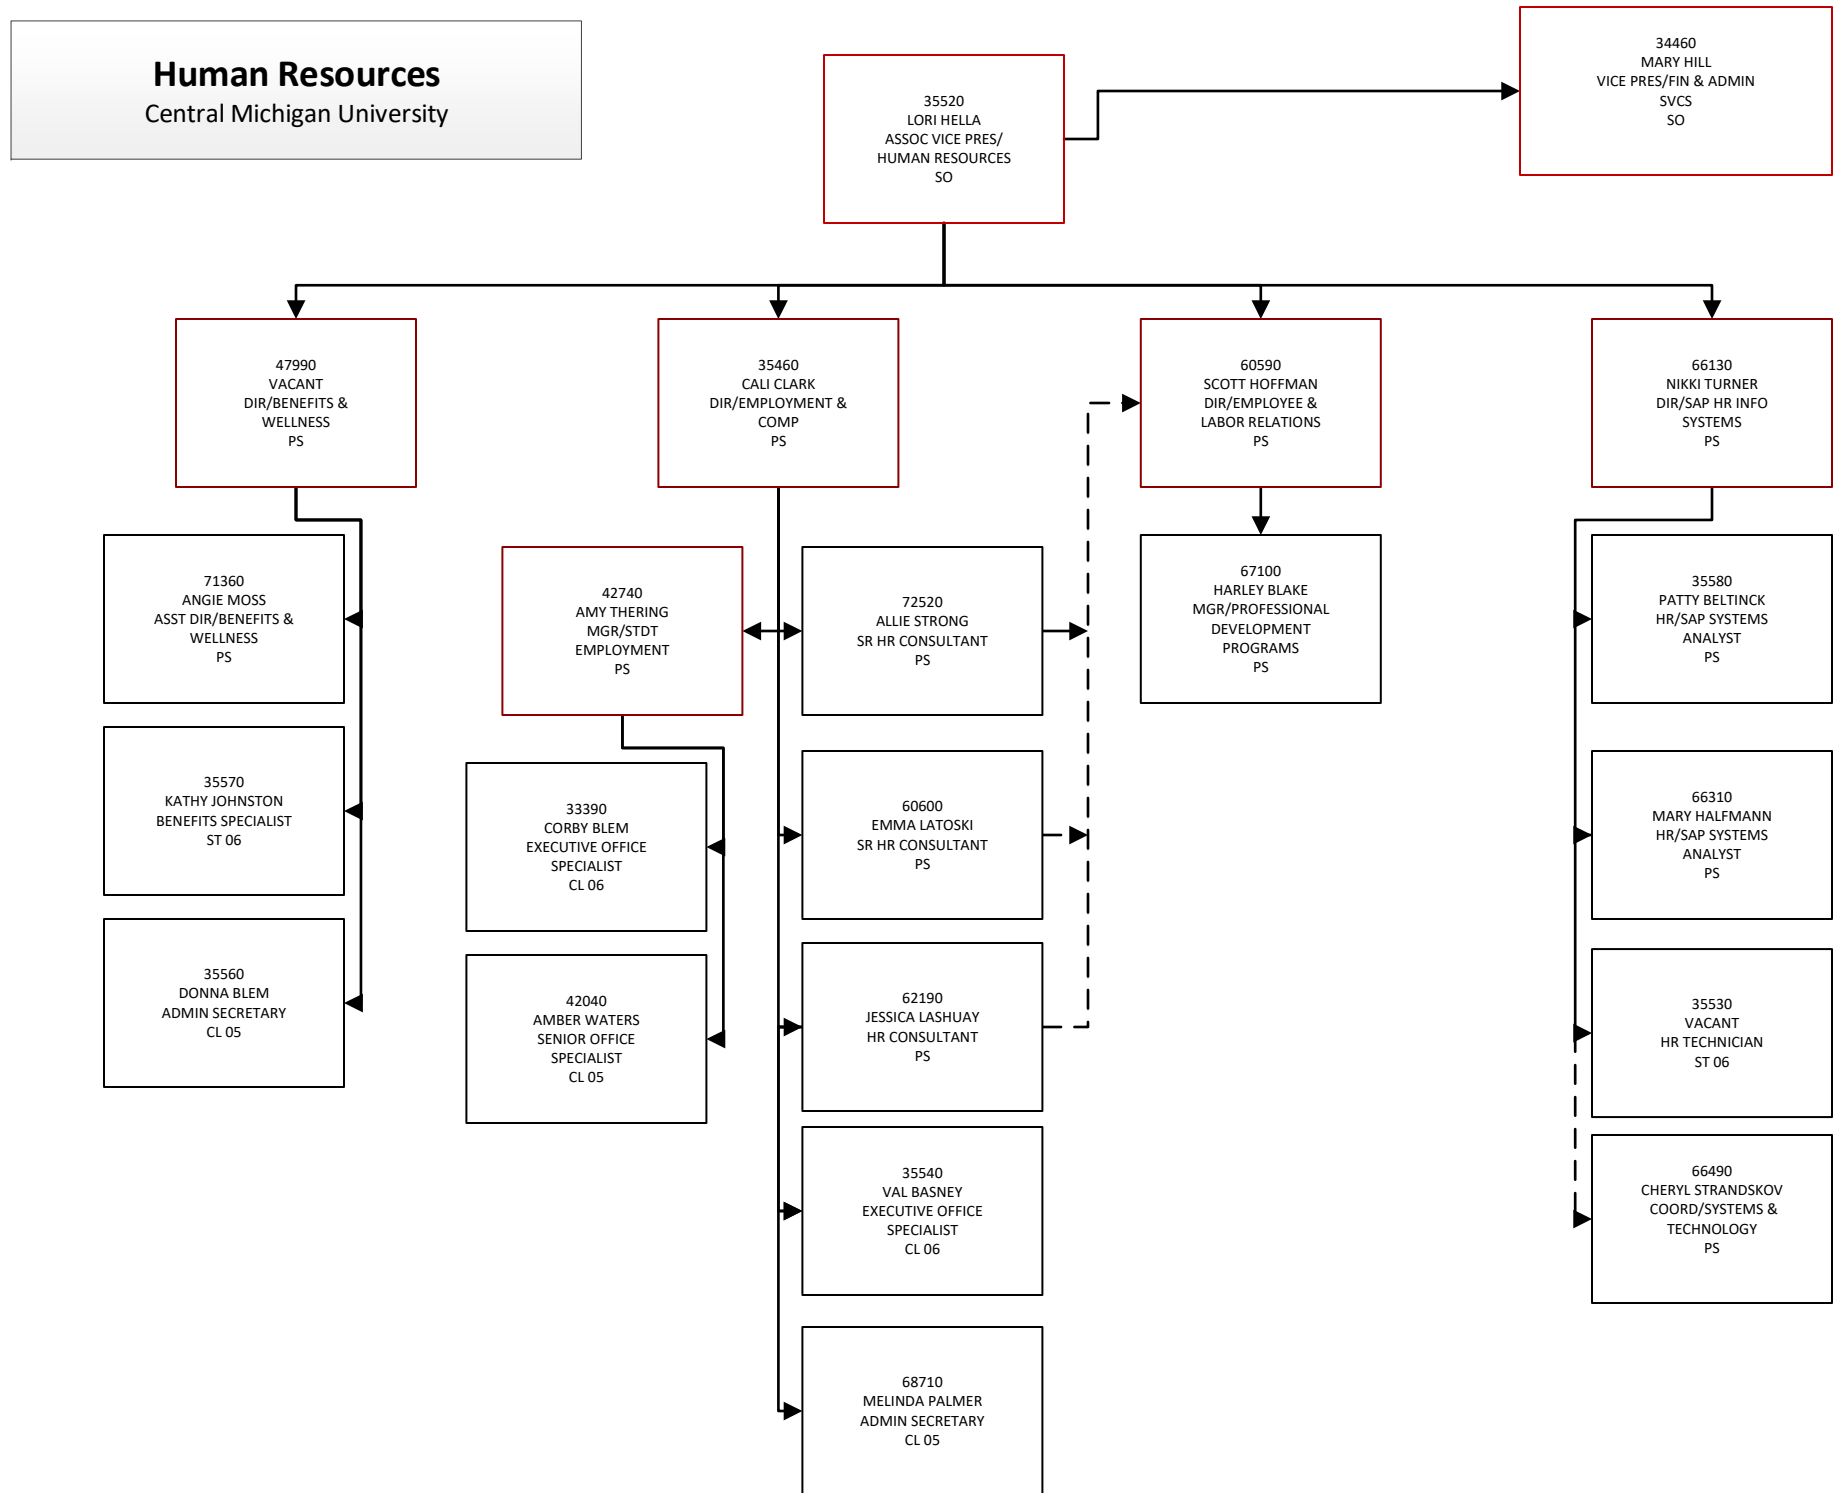 Human Resources
Central Michigan University
35520
LORI HELLA
ASSOC VICE PRES/
HUMAN RESOURCES
SO
34460
MARY HILL
VICE PRES/FIN & ADMIN
SVCS
SO
47990
VACANT
DIR/BENEFITS &
WELLNESS
PS
35460
CALI CLARK
DIR/EMPLOYMENT &
COMP
PS
60590
SCOTT HOFFMAN
DIR/EMPLOYEE &
LABOR RELATIONS
PS
66130
NIKKI TURNER
DIR/SAP HR INFO
SYSTEMS
PS
71360
ANGIE MOSS
ASST DIR/BENEFITS &
WELLNESS
PS
35570
KATHY JOHNSTON
BENEFITS SPECIALIST
ST 06
35560
DONNA BLEM
ADMIN SECRETARY
CL 05
42740
AMY THERING
MGR/STDT
EMPLOYMENT
PS
33390
CORBY BLEM
EXECUTIVE OFFICE
SPECIALIST
CL 06
42040
AMBER WATERS
SENIOR OFFICE
SPECIALIST
CL 05
72520
ALLIE STRONG
SR HR CONSULTANT
PS
60600
EMMA LATOSKI
SR HR CONSULTANT
PS
62190
JESSICA LASHUAY
HR CONSULTANT
PS
35540
VAL BASNEY
EXECUTIVE OFFICE
SPECIALIST
CL 06
68710
MELINDA PALMER
ADMIN SECRETARY
CL 05
67100
HARLEY BLAKE
MGR/PROFESSIONAL
DEVELOPMENT
PROGRAMS
PS
35580
PATTY BELTINCK
HR/SAP SYSTEMS
ANALYST
PS
66310
MARY HALFMANN
HR/SAP SYSTEMS
ANALYST
PS
35530
VACANT
HR TECHNICIAN
ST 06
66490
CHERYL STRANDSKOV
COORD/SYSTEMS &
TECHNOLOGY
PS